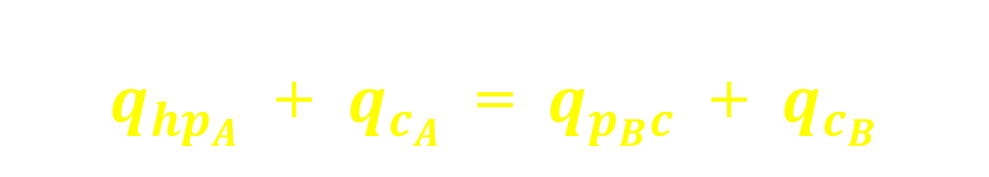 q_{hp_A} + q_{c_A} = q_{p_B c} + q_{c_B}